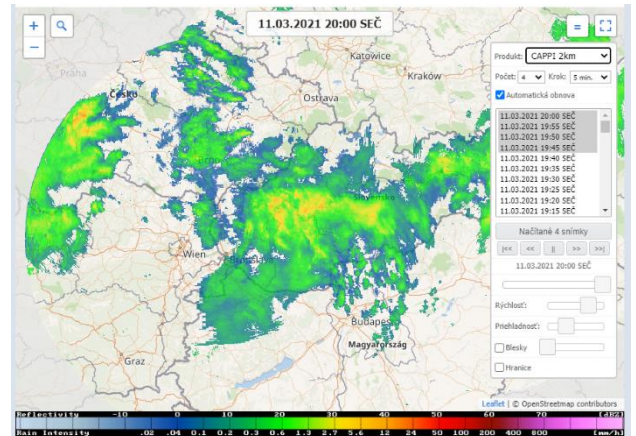 +
−
11.03.2021 20:00 SEČ
=
Katowice
Kraków
Praha
Česko
Ostrava
Slovensko
Wien
Bratislava
Budapest
Magyarország
Graz
Produkt: CAPPI 2km
Počet: 4 Krok: 5 min.
Automatická obnova
11.03.2021 20:00 SEČ
11.03.2021 19:55 SEČ
11.03.2021 19:50 SEČ
11.03.2021 19:45 SEČ
11.03.2021 19:40 SEČ
11.03.2021 19:35 SEČ
11.03.2021 19:30 SEČ
11.03.2021 19:25 SEČ
11.03.2021 19:20 SEČ
11.03.2021 19:15 SEČ
Načítané 4 snímky
|<< << || >> >>|
11.03.2021 20:00 SEČ
Rýchlosť:
Priehladnosť:
Blesky
Hranice
Leaflet | © OpenStreetmap contributors
Reflectivity -10 0 10 20 30 40 50 60 70 [dBZ]
Rain Intensity .02 .04 0.1 0.2 0.3 0.6 1.3 2.7 5.6 12 24 50 100 200 400 800 [mm/h]